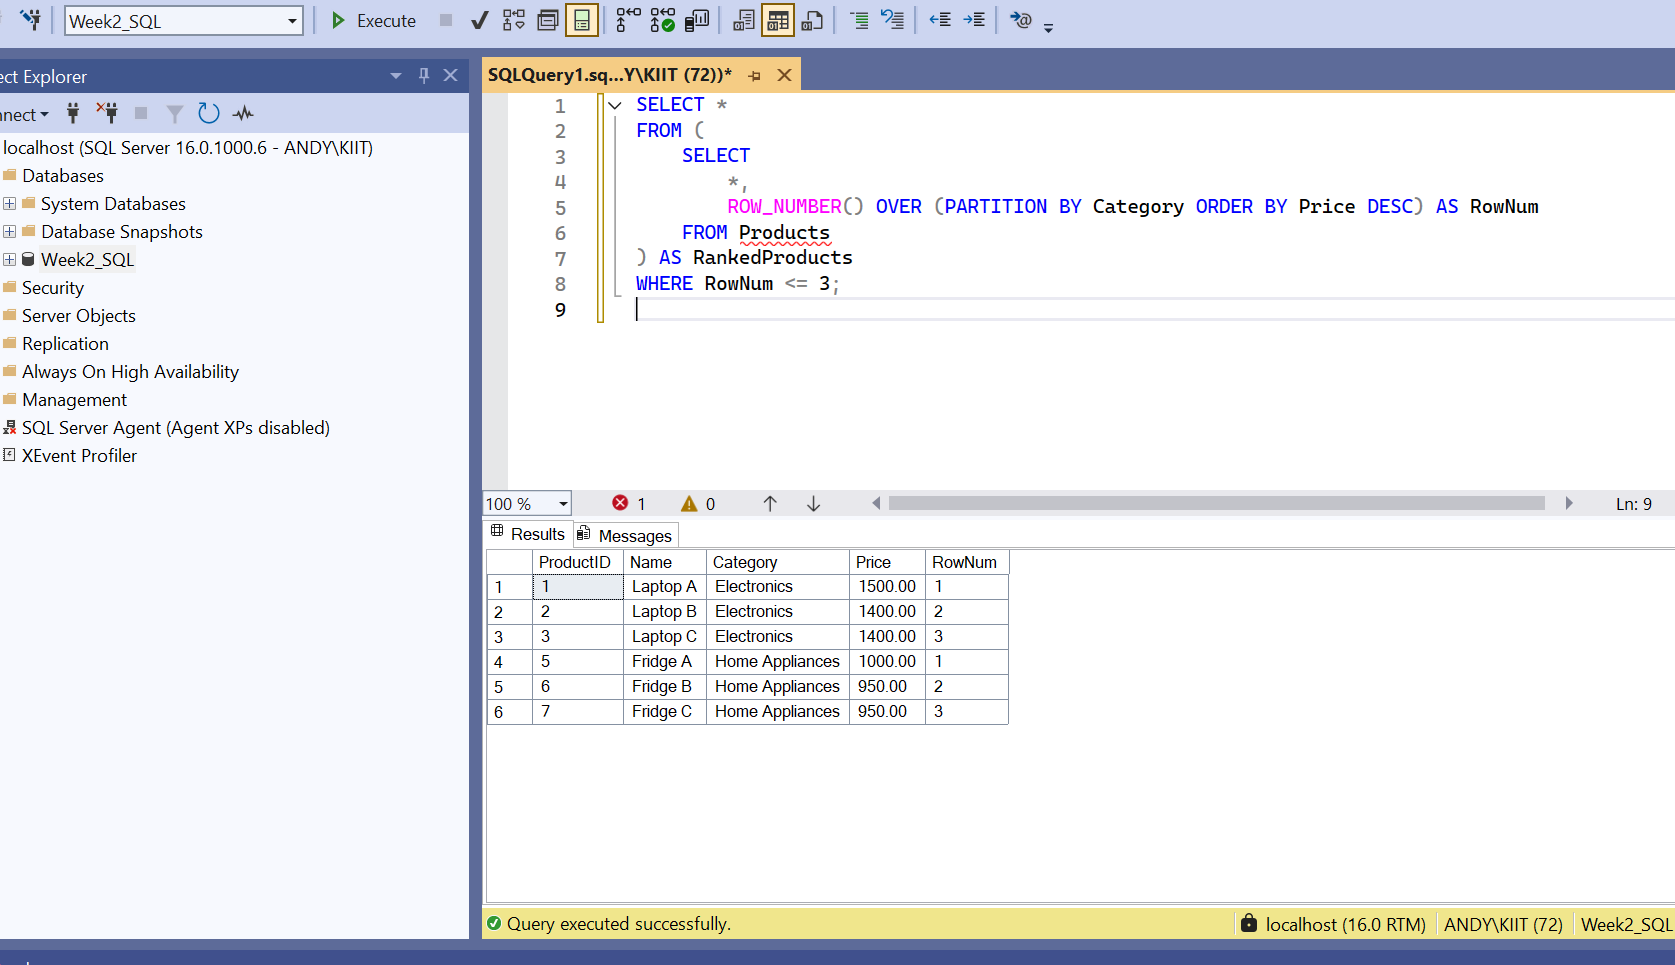 Week2_SQL
Execute
ect Explorer
nnect
localhost (SQL Server 16.0.1000.6 - ANDY\KIIT)
Databases
System Databases
Database Snapshots
Week2_SQL
Security
Server Objects
Replication
Always On High Availability
Management
SQL Server Agent (Agent XPs disabled)
XEvent Profiler
SQLQuery1.sq...Y\KIIT (72))*
1 SELECT *
2 FROM (
3 SELECT
4 *,
5 ROW_NUMBER() OVER (PARTITION BY Category ORDER BY Price DESC) AS RowNum
6 FROM Products
7 ) AS RankedProducts
8 WHERE RowNum <= 3;
9
100 % 1 0 Ln: 9
Results Messages
ProductID Name Category Price RowNum
1 1 Laptop A Electronics 1500.00 1
2 2 Laptop B Electronics 1400.00 2
3 3 Laptop C Electronics 1400.00 3
4 5 Fridge A Home Appliances 1000.00 1
5 6 Fridge B Home Appliances 950.00 2
6 7 Fridge C Home Appliances 950.00 3
Query executed successfully. localhost (16.0 RTM) ANDY\KIIT (72) Week2_SQL